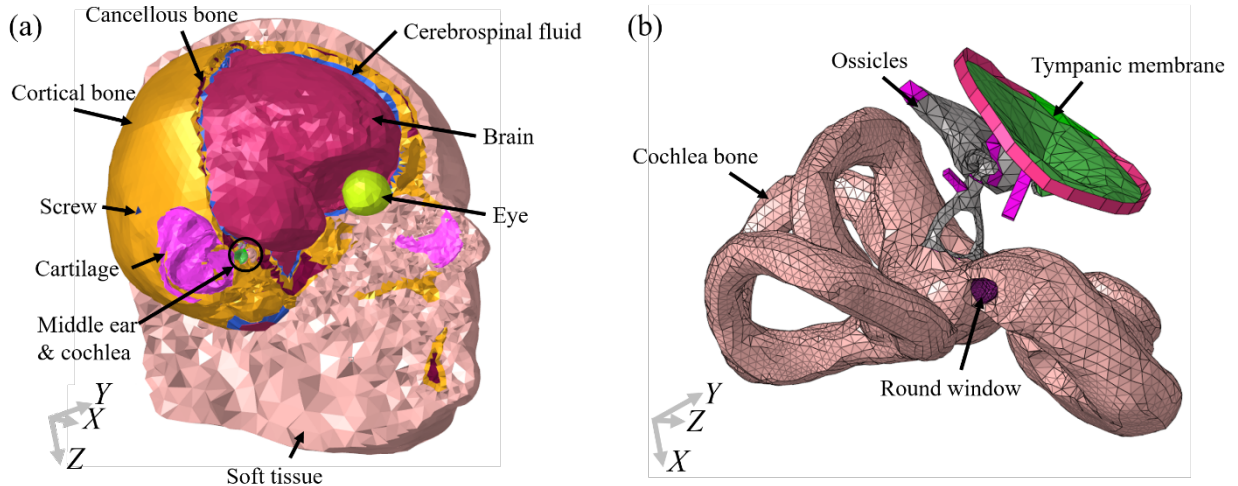 (a)
Cancellous bone
Cerebrospinal fluid
Cortical bone
Brain
Screw
Eye
Cartilage
Middle ear
& cochlea
Soft tissue
Y
X
Z
(b)
Ossicles
Tympanic membrane
Cochlea bone
Round window
Y
Z
X